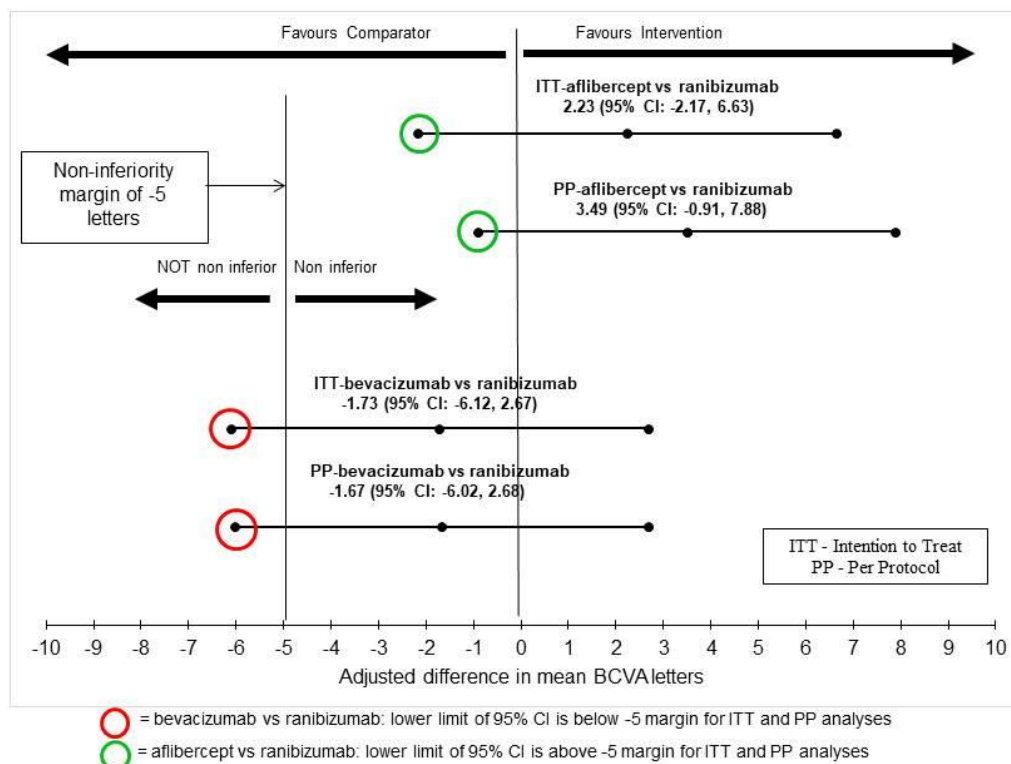 Favours Comparator
Favours Intervention
ITT-aflibercept vs ranibizumab
2.23 (95% CI: -2.17, 6.63)
Non-inferiority
margin of -5
letters
PP-aflibercept vs ranibizumab
3.49 (95% CI: -0.91, 7.88)
NOT non inferior
Non inferior
ITT-bevacizumab vs ranibizumab
-1.73 (95% CI: -6.12, 2.67)
PP-bevacizumab vs ranibizumab
-1.67 (95% CI: -6.02, 2.68)
ITT - Intention to Treat
PP - Per Protocol
-10 -9 -8 -7 -6 -5 -4 -3 -2 -1 0 1 2 3 4 5 6 7 8 9 10
Adjusted difference in mean BCVA letters
= bevacizumab vs ranibizumab: lower limit of 95% CI is below -5 margin for ITT and PP analyses
= aflibercept vs ranibizumab: lower limit of 95% CI is above -5 margin for ITT and PP analyses